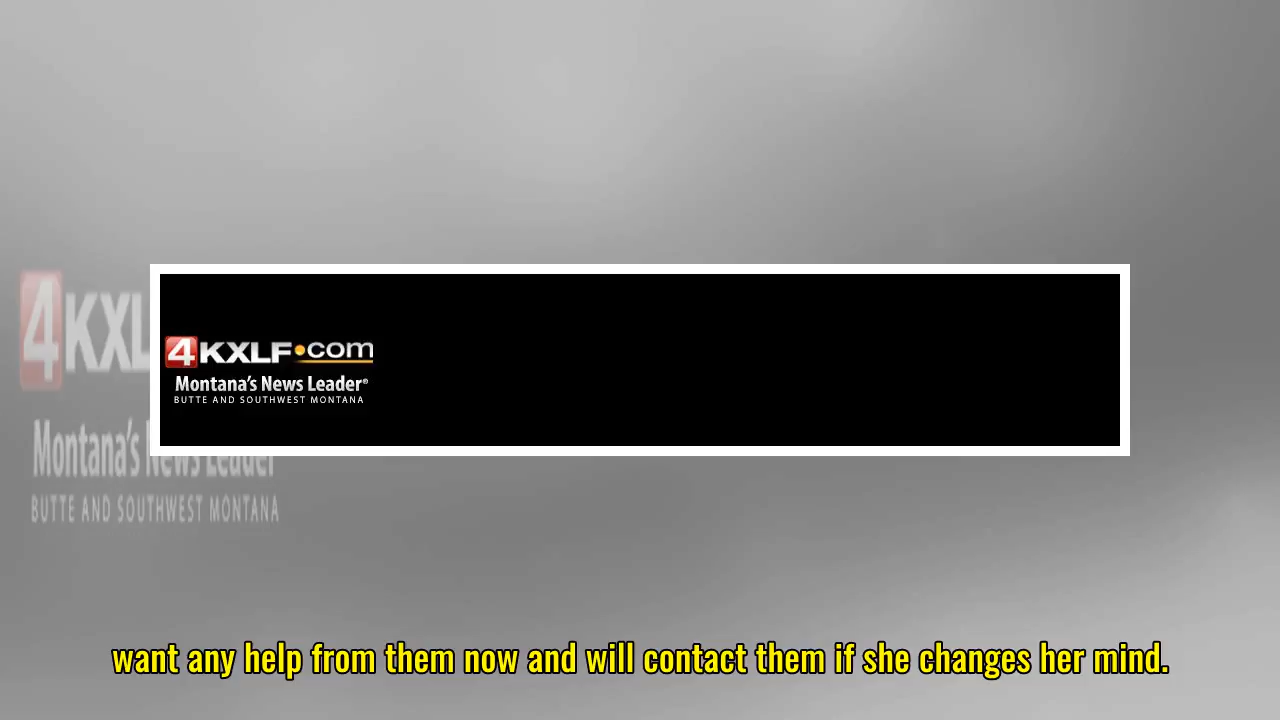 4KXLF.com
Montana's News Leader®
BUTTE AND SOUTHWEST MONTANA
4KXL
Montana's News Leader
BUTTE AND SOUTHWEST MONTANA
want any help from them now and will contact them if she changes her mind.